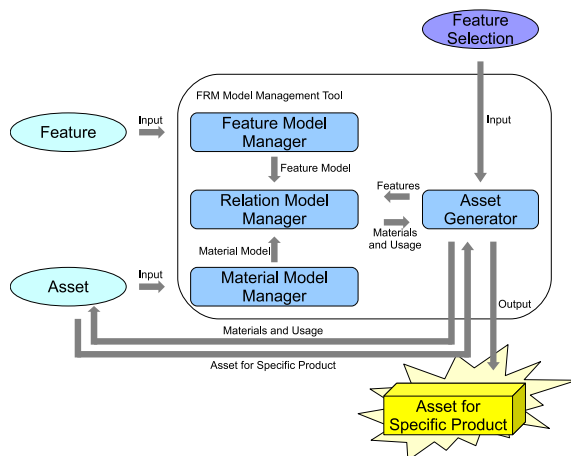 Feature
Selection
FRM Model Management Tool
Input
Feature
Feature Model
Manager
Input
Feature Model
Features
Relation Model
Manager
Asset
Generator
Materials
and Usage
Material Model
Input
Asset
Material Model
Manager
Output
Materials and Usage
Asset for Specific Product
Asset for
Specific Product